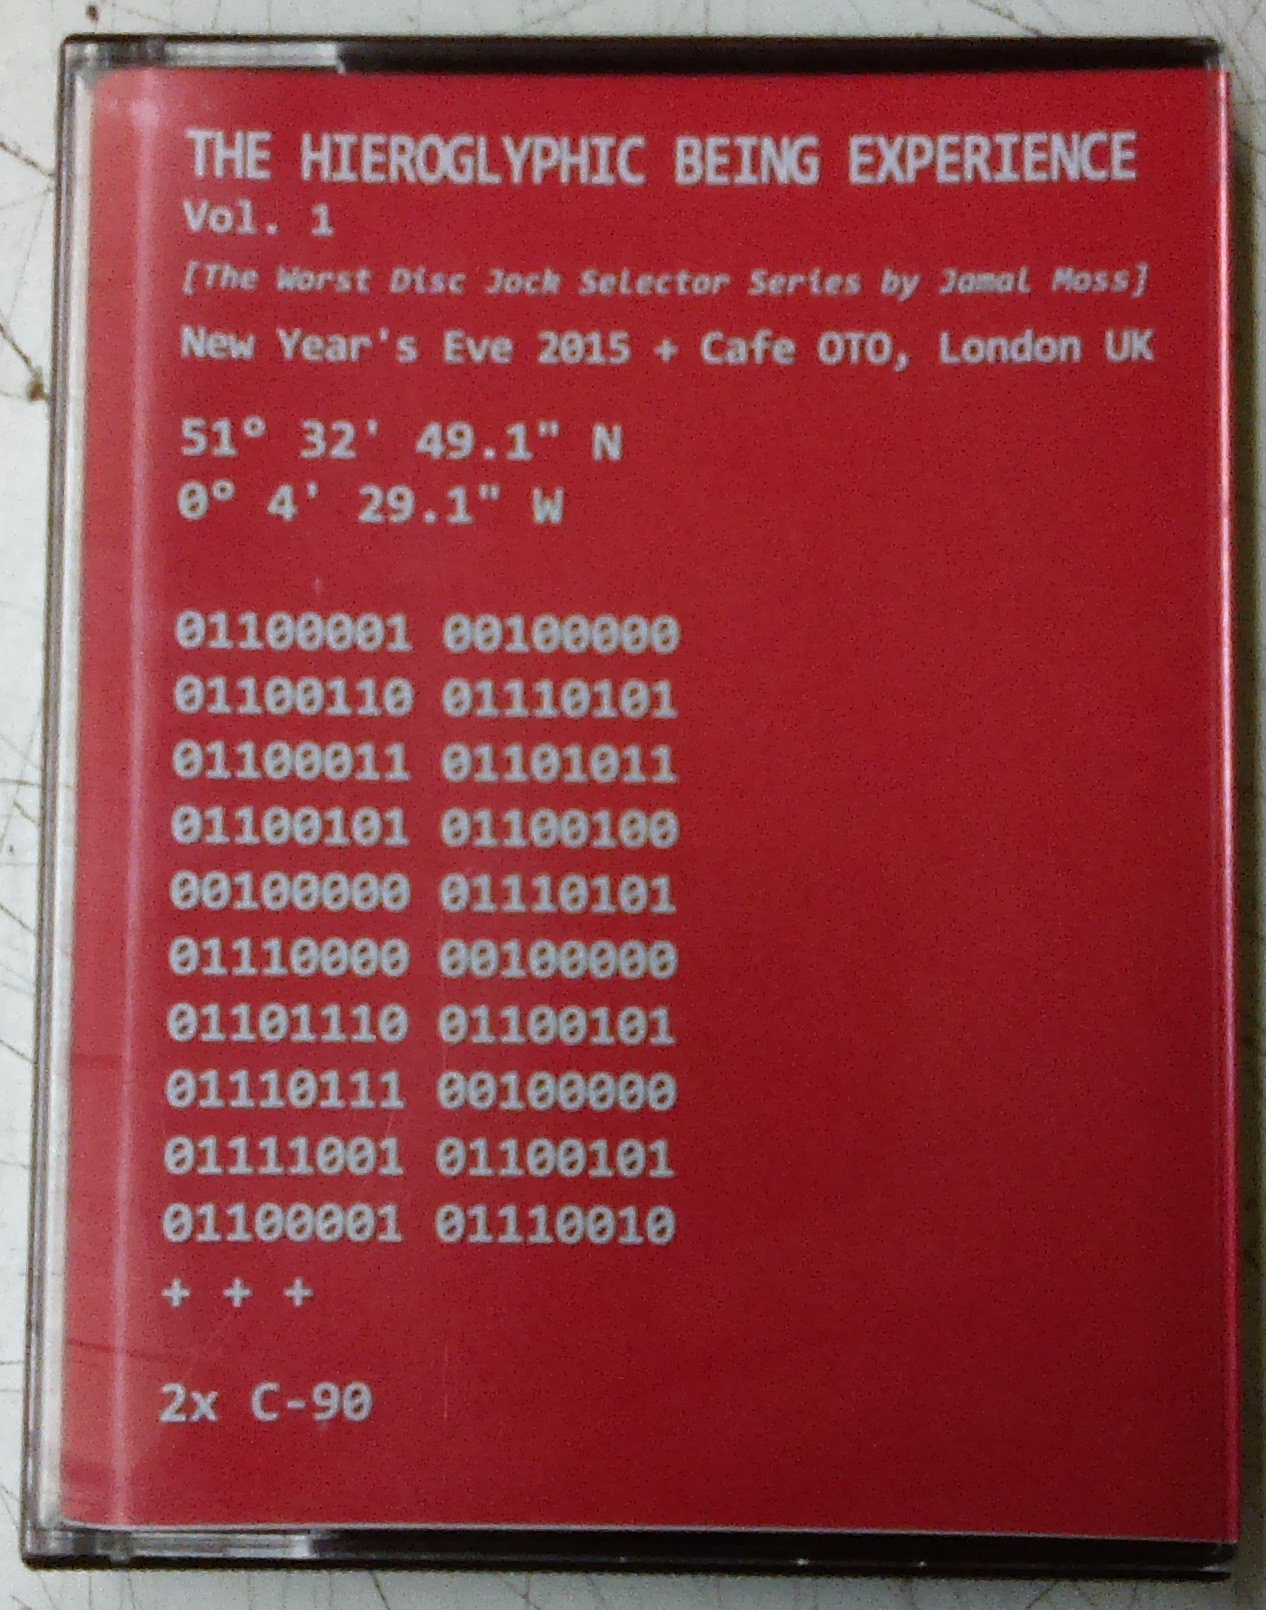 THE HIEROGLYPHIC BEING EXPERIENCE
Vol. 1
[The Worst Disc Jock Selector Series by Jamal Moss]
New Year's Eve 2015 + Cafe OTO, London UK
51° 32' 49.1" N
0° 4' 29.1" W
01100001 00100000
01100110 01110101
01100011 01101011
01100101 01100100
00100000 01110101
01110000 00100000
01101110 01100101
01110111 00100000
01111001 01100101
01100001 01110010
+ + +
2x C-90